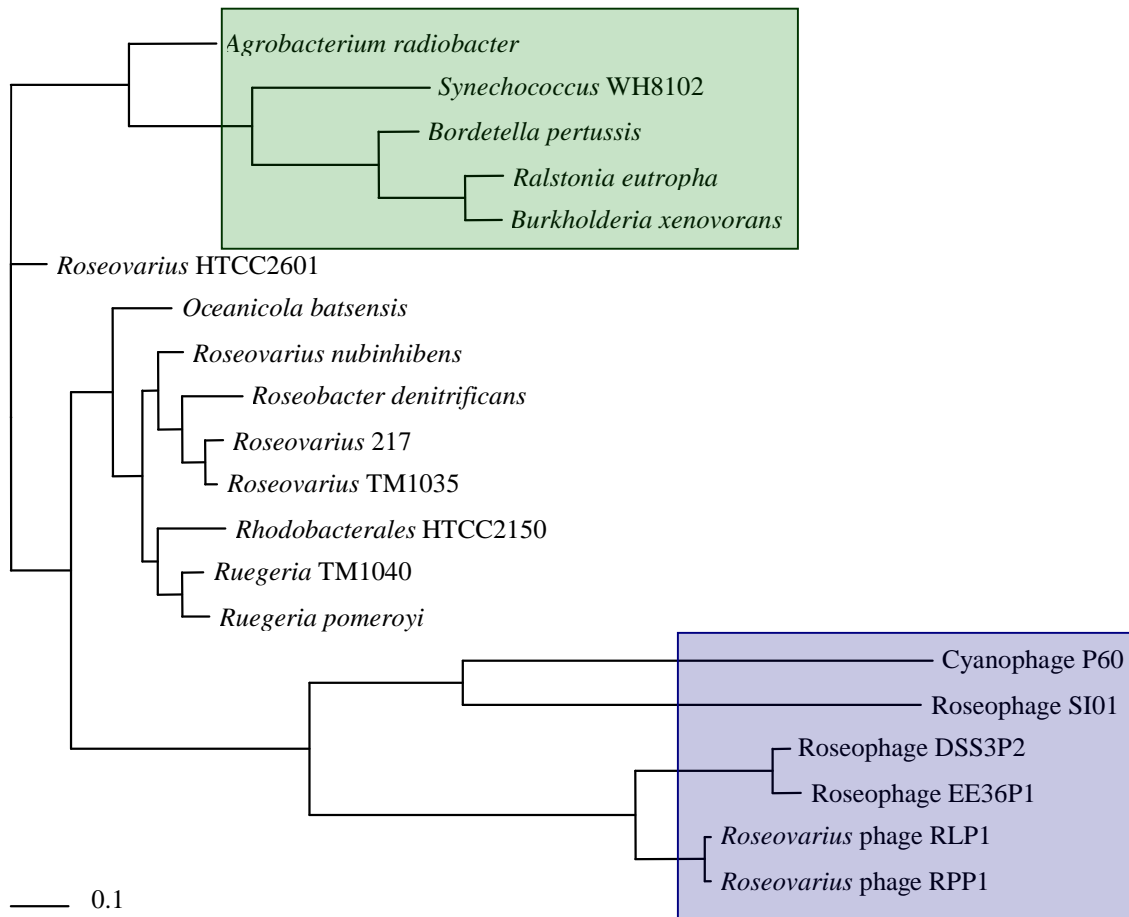 Agrobacterium radiobacter
Synechococcus WH8102
Bordetella pertussis
Ralstonia eutropha
Burkholderia xenovorans
Roseovarius HTCC2601
Oceanicola batsensis
Roseovarius nubinhibens
Roseobacter denitrificans
Roseovarius 217
Roseovarius TM1035
Rhodobacterales HTCC2150
Ruegeria TM1040
Ruegeria pomeroyi
Cyanophage P60
Roseophage SI01
Roseophage DSS3P2
Roseophage EE36P1
Roseovarius phage RLP1
Roseovarius phage RPP1
0.1